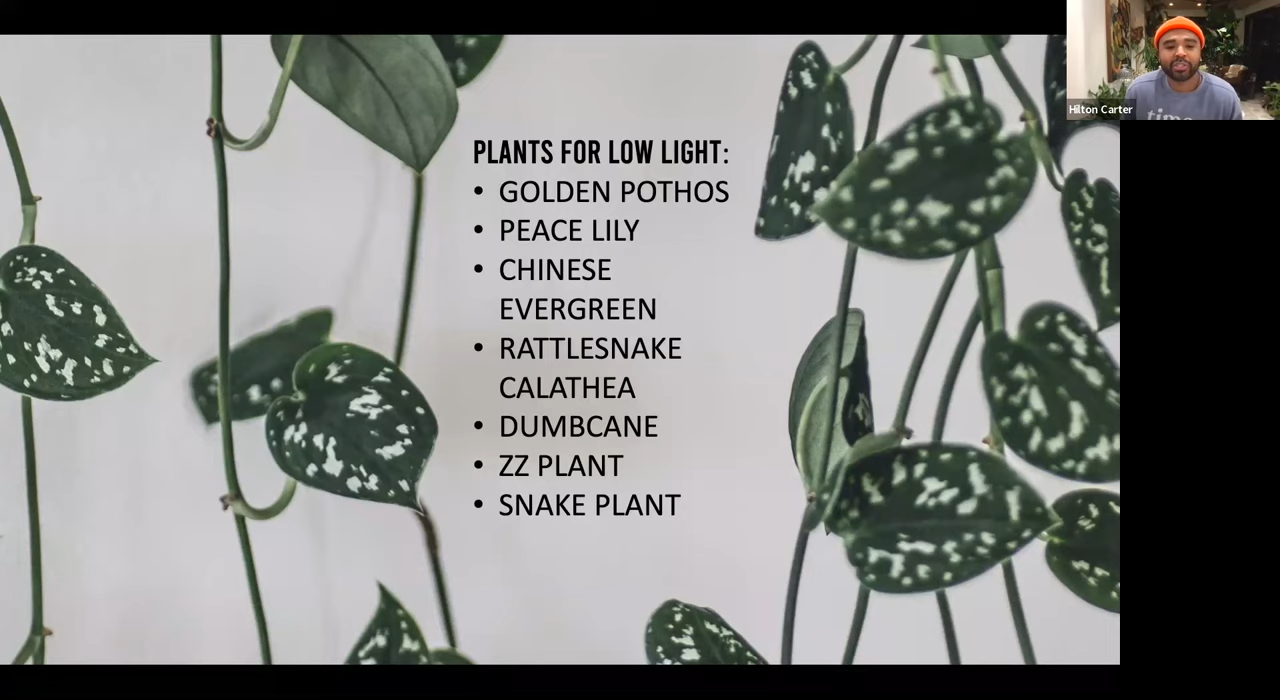 PLANTS FOR LOW LIGHT:
• GOLDEN POTHOS
• PEACE LILY
• CHINESE
EVERGREEN
• RATTLESNAKE
CALATHEA
• DUMBCANE
• ZZ PLANT
• SNAKE PLANT
Hilton Carter
time